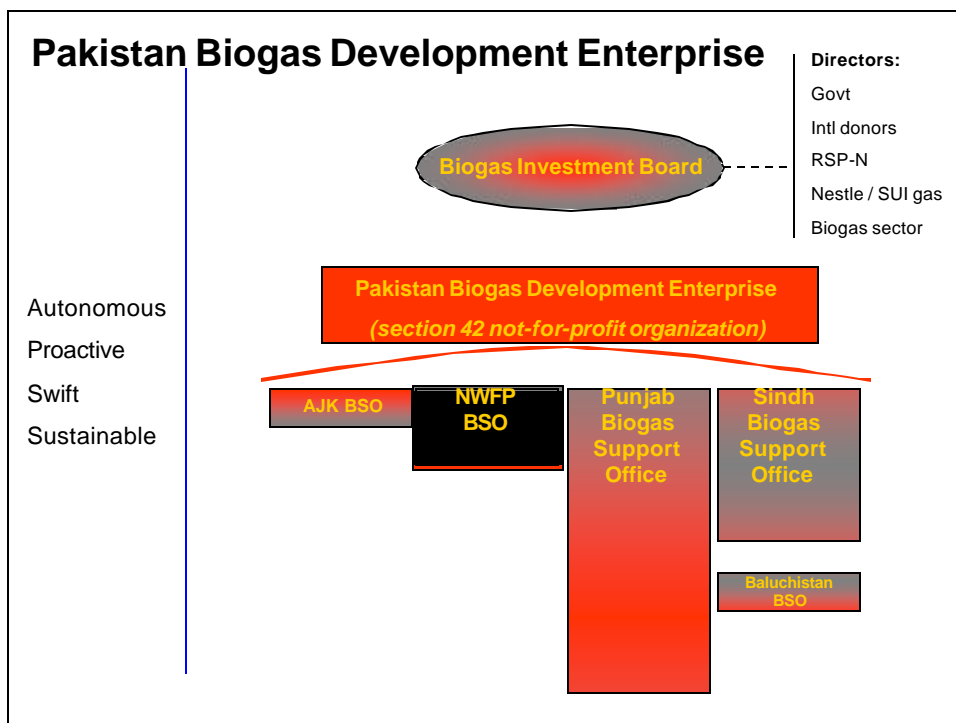 Pakistan Biogas Development Enterprise
Directors:
Govt
Intl donors
RSP-N
Nestle / SUI gas
Biogas sector
Biogas Investment Board
Autonomous
Proactive
Swift
Sustainable
Pakistan Biogas Development Enterprise
(section 42 not-for-profit organization)
AJK BSO
NWFP
BSO
Punjab
Biogas
Support
Office
Sindh
Biogas
Support
Office
Baluchistan
BSO